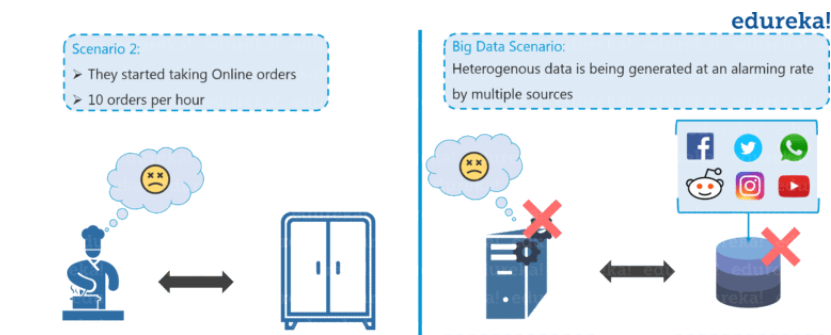 edureka!
Scenario 2:
➤ They started taking Online orders
➤ 10 orders per hour
Big Data Scenario:
Heterogenous data is being generated at an alarming rate
by multiple sources